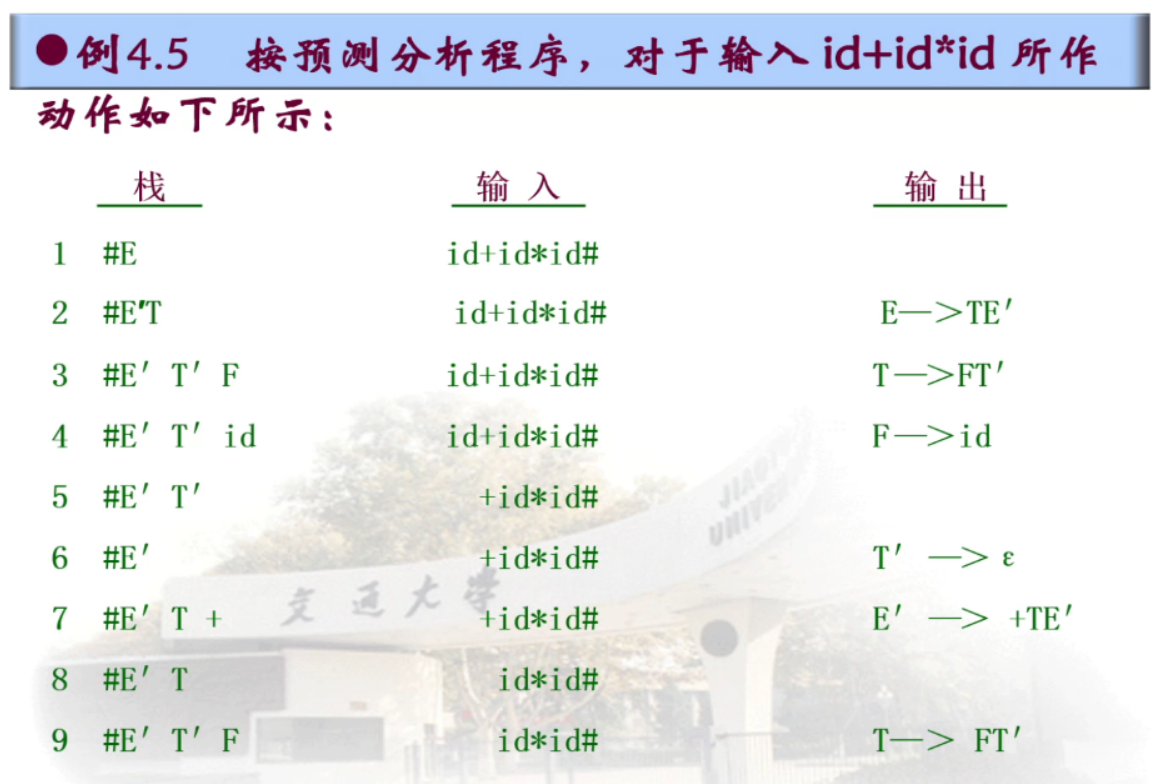 ●例4.5 按预测分析程序，对于输入 id+id*id 所作
动作如下所示：
栈 输 入 输 出
1 #E id+id*id#
2 #E'T id+id*id# E—>TE′
3 #E′ T′ F id+id*id# T—>FT′
4 #E′ T′ id id+id*id# F—>id
5 #E′ T′ +id*id#
6 #E′ +id*id# T′ —> ε
7 #E′ T + +id*id# E′ —> +TE′
8 #E′ T id*id#
9 #E′ T′ F id*id# T—> FT′
JIAOTONG
UNIVER
交通大学